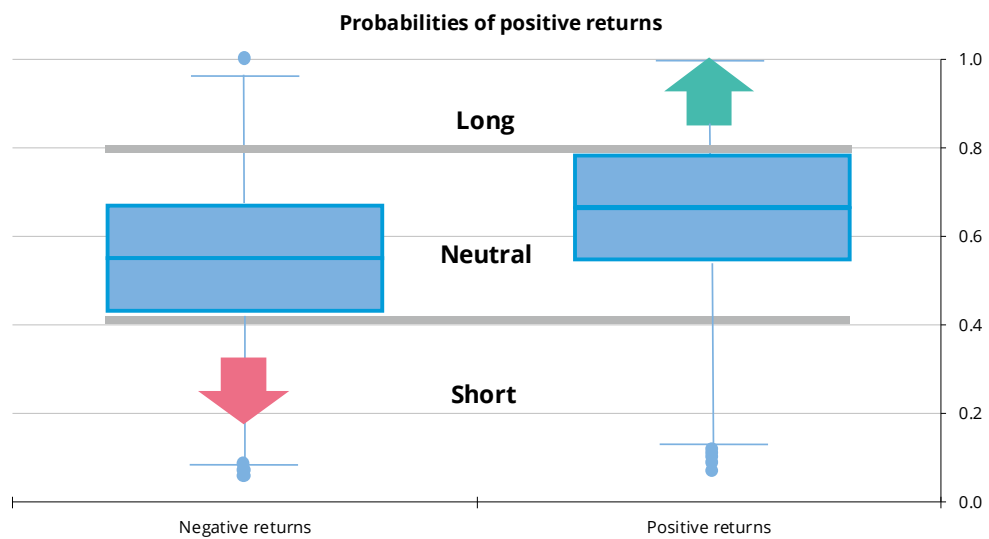 Probabilities of positive returns
1.0
Long
0.8
0.6
Neutral
0.4
Short
0.2
0.0
Negative returns
Positive returns